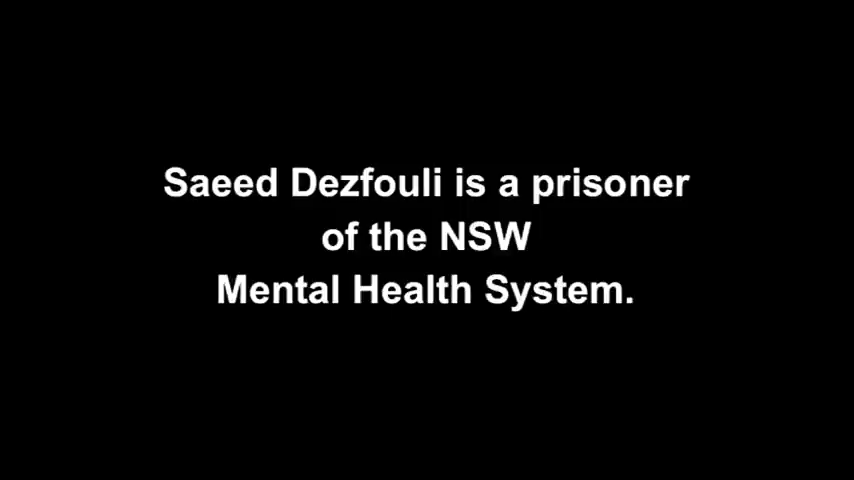 Saeed Dezfouli is a prisoner
of the NSW
Mental Health System.